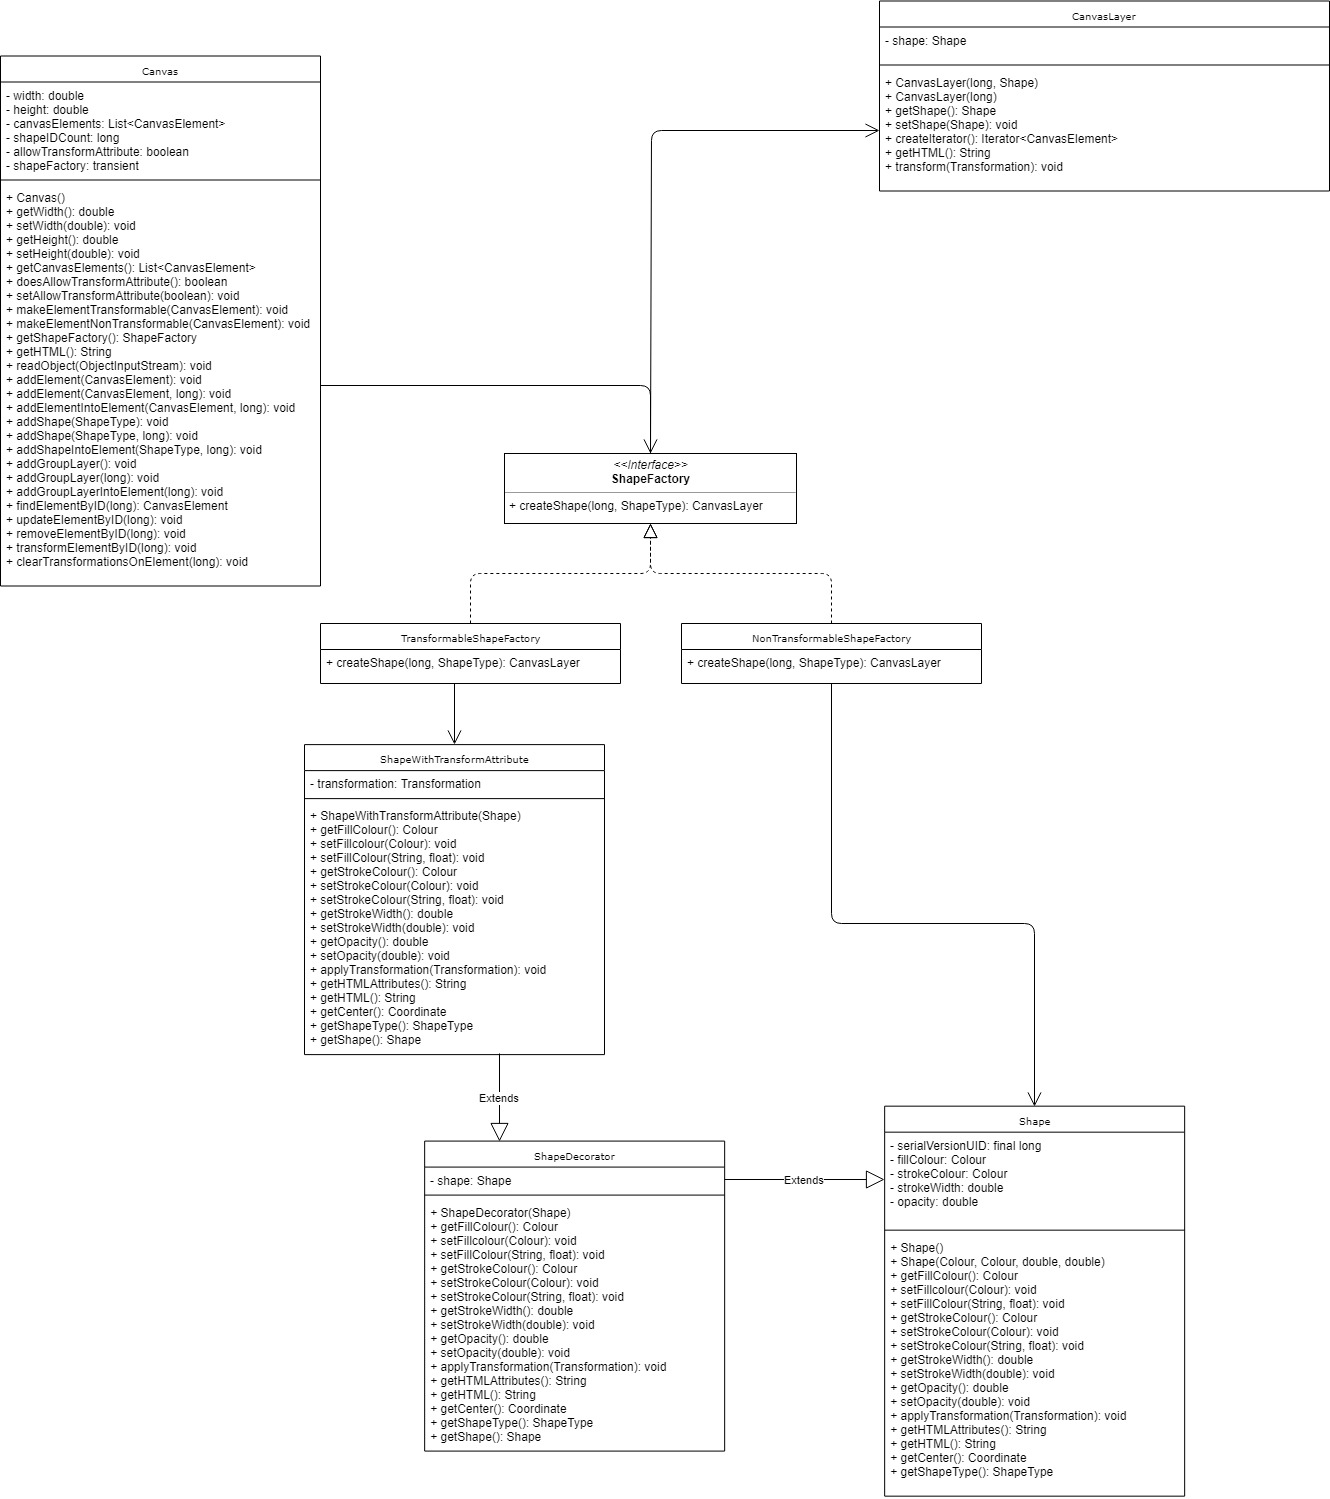 CanvasLayer
- shape: Shape
+ CanvasLayer(long, Shape)
+ CanvasLayer(long)
+ getShape(): Shape
+ setShape(Shape): void
+ createIterator(): Iterator<CanvasElement>
+ getHTML(): String
+ transform(Transformation): void
Canvas
- width: double
- height: double
- canvasElements: List<CanvasElement>
- shapeIDCount: long
- allowTransformAttribute: boolean
- shapeFactory: transient
+ Canvas()
+ getWidth(): double
+ setWidth(double): void
+ getHeight(): double
+ setHeight(double): void
+ getCanvasElements(): List<CanvasElement>
+ doesAllowTransformAttribute(): boolean
+ setAllowTransformAttribute(boolean): void
+ makeElementTransformable(CanvasElement): void
+ makeElementNonTransformable(CanvasElement): void
+ getShapeFactory(): ShapeFactory
+ getHTML(): String
+ readObject(ObjectInputStream): void
+ addElement(CanvasElement): void
+ addElement(CanvasElement, long): void
+ addElementIntoElement(CanvasElement, long): void
+ addShape(ShapeType): void
+ addShape(ShapeType, long): void
+ addShapeIntoElement(ShapeType, long): void
+ addGroupLayer(): void
+ addGroupLayer(long): void
+ addGroupLayerIntoElement(long): void
+ findElementByID(long): CanvasElement
+ updateElementByID(long): void
+ removeElementByID(long): void
+ transformElementByID(long): void
+ clearTransformationsOnElement(long): void
<<Interface>>
ShapeFactory
+ createShape(long, ShapeType): CanvasLayer
TransformableShapeFactory
+ createShape(long, ShapeType): CanvasLayer
NonTransformableShapeFactory
+ createShape(long, ShapeType): CanvasLayer
ShapeWithTransformAttribute
- transformation: Transformation
+ ShapeWithTransformAttribute(Shape)
+ getFillColour(): Colour
+ setFillcolour(Colour): void
+ setFillColour(String, float): void
+ getStrokeColour(): Colour
+ setStrokeColour(Colour): void
+ setStrokeColour(String, float): void
+ getStrokeWidth(): double
+ setStrokeWidth(double): void
+ getOpacity(): double
+ setOpacity(double): void
+ applyTransformation(Transformation): void
+ getHTMLAttributes(): String
+ getHTML(): String
+ getCenter(): Coordinate
+ getShapeType(): ShapeType
+ getShape(): Shape
Extends
ShapeDecorator
- shape: Shape
+ ShapeDecorator(Shape)
+ getFillColour(): Colour
+ setFillcolour(Colour): void
+ setFillColour(String, float): void
+ getStrokeColour(): Colour
+ setStrokeColour(Colour): void
+ setStrokeColour(String, float): void
+ getStrokeWidth(): double
+ setStrokeWidth(double): void
+ getOpacity(): double
+ setOpacity(double): void
+ applyTransformation(Transformation): void
+ getHTMLAttributes(): String
+ getHTML(): String
+ getCenter(): Coordinate
+ getShapeType(): ShapeType
+ getShape(): Shape
Extends
Shape
- serialVersionUID: final long
- fillColour: Colour
- strokeColour: Colour
- strokeWidth: double
- opacity: double
+ Shape()
+ Shape(Colour, Colour, double, double)
+ getFillColour(): Colour
+ setFillcolour(Colour): void
+ setFillColour(String, float): void
+ getStrokeColour(): Colour
+ setStrokeColour(Colour): void
+ setStrokeColour(String, float): void
+ getStrokeWidth(): double
+ setStrokeWidth(double): void
+ getOpacity(): double
+ setOpacity(double): void
+ applyTransformation(Transformation): void
+ getHTMLAttributes(): String
+ getHTML(): String
+ getCenter(): Coordinate
+ getShapeType(): ShapeType